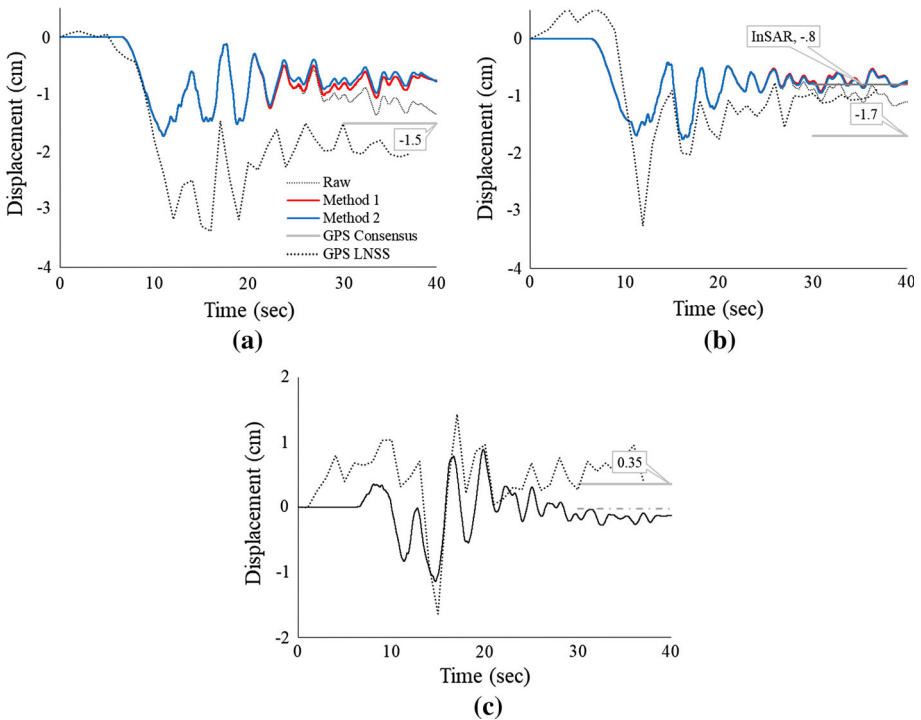 0
-1
-2
-3
-4
Displacement (cm)
-1.5
Raw
Method 1
Method 2
GPS Consensus
GPS LNSS
0 10 20 30 40
Time (sec)
(a)
0
-1
-2
-3
-4
Displacement (cm)
InSAR, -.8
-1.7
0 10 20 30 40
Time (sec)
(b)
2
1
0
-1
-2
Displacement (cm)
0.35
0 10 20 30 40
Time (sec)
(c)